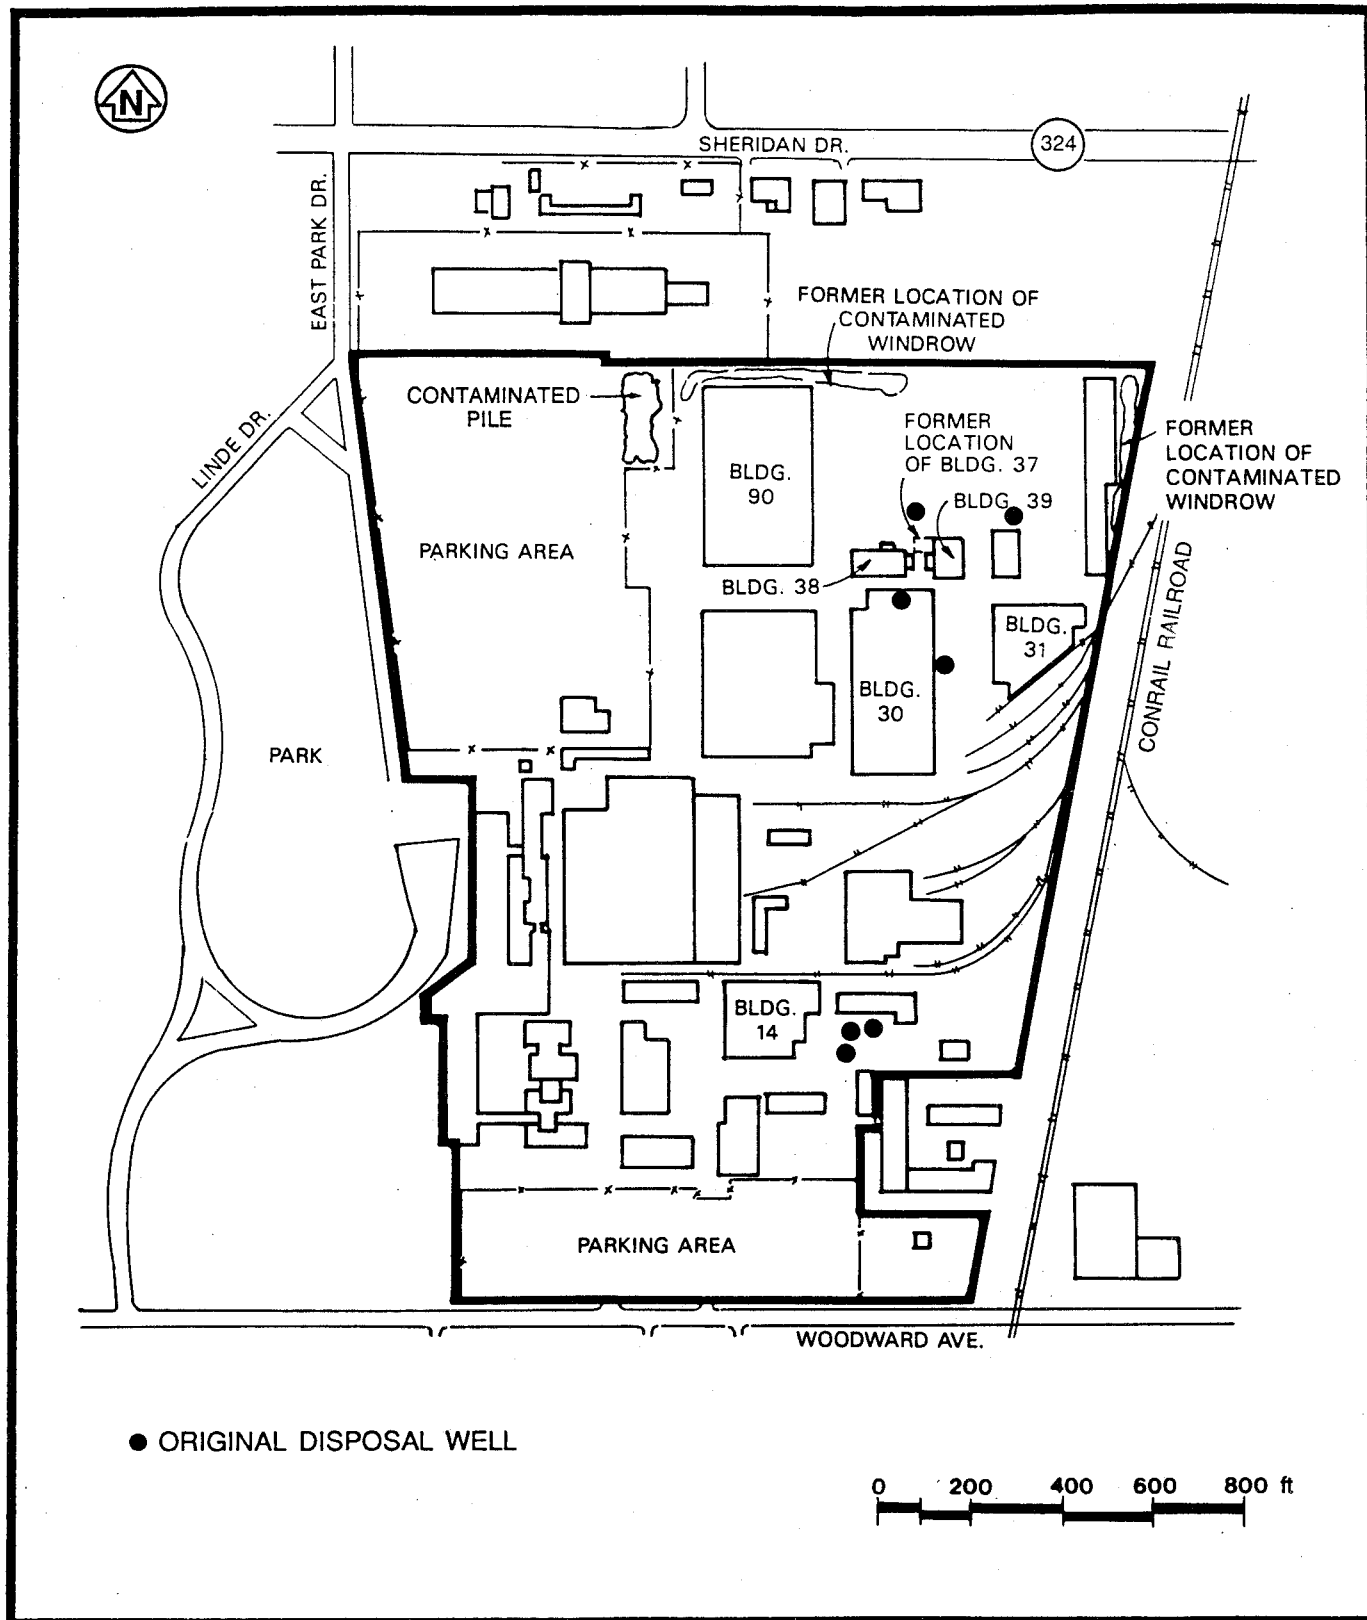 N
SHERIDAN DR.
324
EAST PARK DR.
FORMER LOCATION OF
CONTAMINATED
WINDROW
CONTAMINATED
PILE
LINDE DR.
FORMER
LOCATION
OF BLDG. 37
FORMER
LOCATION OF
CONTAMINATED
WINDROW
BLDG.
90
BLDG. 39
PARKING AREA
BLDG. 38
CONRAIL RAILROAD
BLDG.
31
BLDG.
30
PARK
BLDG.
14
PARKING AREA
WOODWARD AVE.
ORIGINAL DISPOSAL WELL
0 200 400 600 800 ft